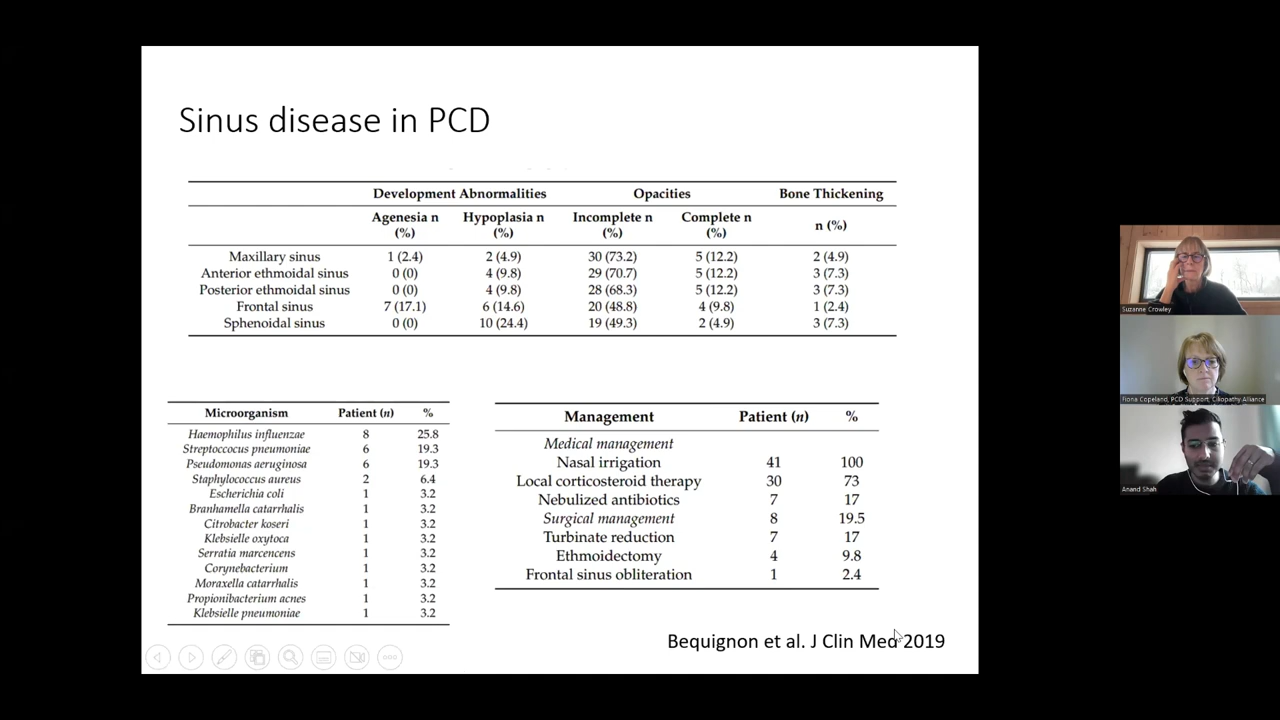 Sinus disease in PCD
Development Abnormalities Opacities Bone Thickening
Agenesia n (%) Hypoplasia n (%) Incomplete n (%) Complete n (%) n (%)
Maxillary sinus 1 (2.4) 2 (4.9) 30 (73.2) 5 (12.2) 2 (4.9)
Anterior ethmoidal sinus 0 (0) 4 (9.8) 29 (70.7) 5 (12.2) 3 (7.3)
Posterior ethmoidal sinus 0 (0) 4 (9.8) 28 (68.3) 5 (12.2) 3 (7.3)
Frontal sinus 7 (17.1) 6 (14.6) 20 (48.8) 4 (9.8) 1 (2.4)
Sphenoidal sinus 0 (0) 10 (24.4) 19 (49.3) 2 (4.9) 3 (7.3)
Microorganism Patient (n) %
Haemophilus influenzae 8 25.8
Streptoccocus pneumoniae 6 19.3
Pseudomonas aeruginosa 6 19.3
Staphylococcus aureus 2 6.4
Escherichia coli 1 3.2
Branhamella catarrhalis 1 3.2
Citrobacter koseri 1 3.2
Klebsielle oxytoca 1 3.2
Serratia marcencens 1 3.2
Corynebacterium 1 3.2
Moraxella catarrhalis 1 3.2
Propionibacterium acnes 1 3.2
Klebsielle pneumoniae 1 3.2
Management Patient (n) %
Medical management
Nasal irrigation 41 100
Local corticosteroid therapy 30 73
Nebulized antibiotics 7 17
Surgical management 8 19.5
Turbinate reduction 7 17
Ethmoidectomy 4 9.8
Frontal sinus obliteration 1 2.4
Bequignon et al. J Clin Med 2019
Suzanne Crowley
Fiona Copeland, PCD Support, Ciliopathy Alliance
Anand Shah